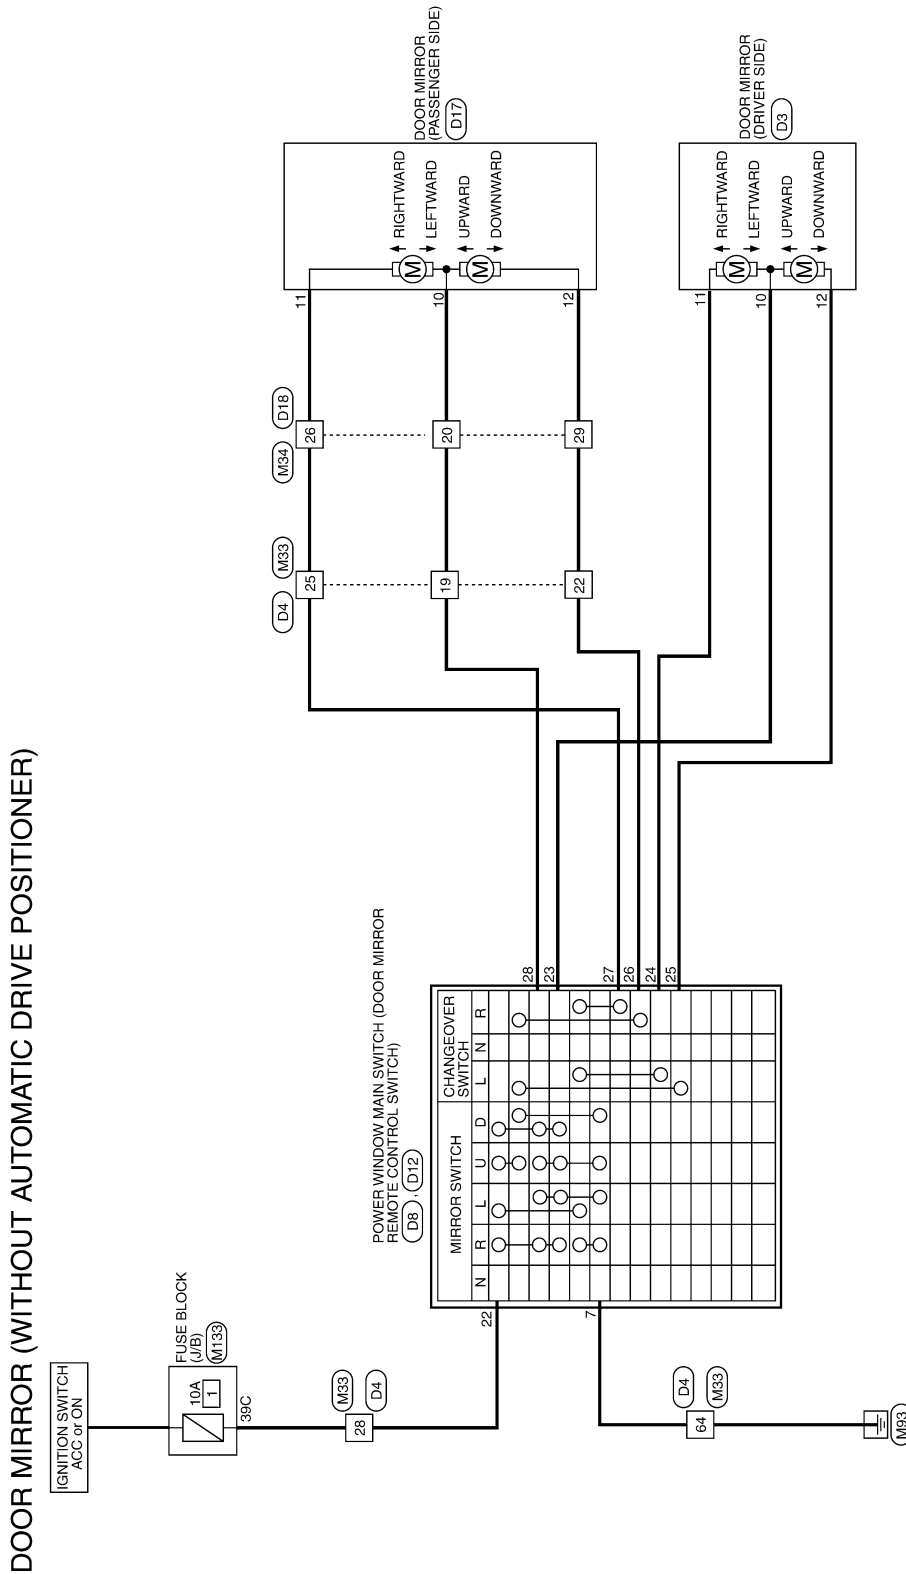 DOOR MIRROR (WITHOUT AUTOMATIC DRIVE POSITIONER)
IGNITION SWITCH
ACC or ON
FUSE BLOCK
(J/B)
M133
10A
1
39C
M33
28
D4
22
7
D4
64
M33
M93
POWER WINDOW MAIN SWITCH (DOOR MIRROR
REMOTE CONTROL SWITCH)
D8 , D12
MIRROR SWITCH
CHANGEOVER
SWITCH
N R L U D L N R
28
23
27
26
24
25
D4 M33
25
19
22
M34 D18
26
20
29
11
10
12
RIGHTWARD
LEFTWARD
UPWARD
DOWNWARD
M
M
DOOR MIRROR
(PASSENGER SIDE)
D17
11
10
12
RIGHTWARD
LEFTWARD
UPWARD
DOWNWARD
M
M
DOOR MIRROR
(DRIVER SIDE)
D3